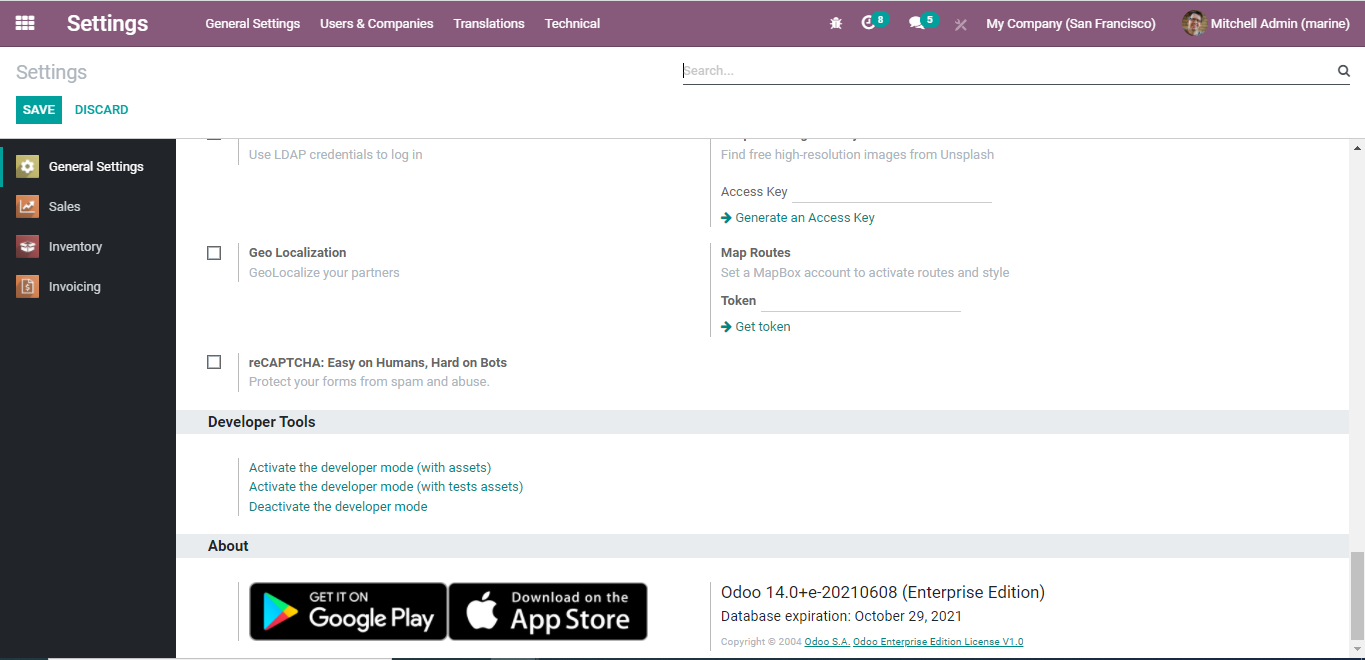 Settings General Settings Users & Companies Translations Technical 8 5 My Company (San Francisco) Mitchell Admin (marine)
Settings
Search...
SAVE DISCARD
General Settings
Sales
Inventory
Invoicing
Use LDAP credentials to log in
Find free high-resolution images from Unsplash
Access Key
Generate an Access Key
Geo Localization
GeoLocalize your partners
Map Routes
Set a MapBox account to activate routes and style
Token
Get token
reCAPTCHA: Easy on Humans, Hard on Bots
Protect your forms from spam and abuse.
Developer Tools
Activate the developer mode (with assets)
Activate the developer mode (with tests assets)
Deactivate the developer mode
About
GET IT ON
Google Play
Download on the
App Store
Odoo 14.0+e-20210608 (Enterprise Edition)
Database expiration: October 29, 2021
Copyright © 2004 Odoo S.A. Odoo Enterprise Edition License V1.0